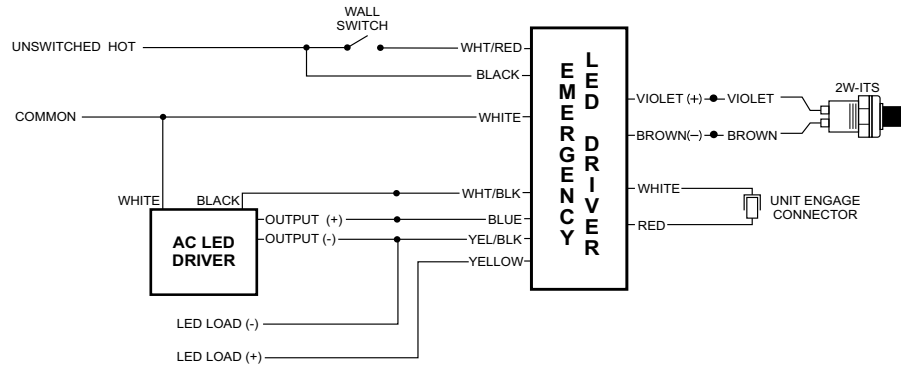 WALL
SWITCH
UNSWITCHED HOT
WHT/RED
BLACK
COMMON
WHITE
WHITE
BLACK
WHT/BLK
OUTPUT (+)
BLUE
OUTPUT (-)
YEL/BLK
YELLOW
AC LED
DRIVER
LED LOAD (-)
LED LOAD (+)
EMERGENCY
LED DRIVER
VIOLET (+)
VIOLET
2W-ITS
BROWN(–)
BROWN
WHITE
RED
UNIT ENGAGE
CONNECTOR